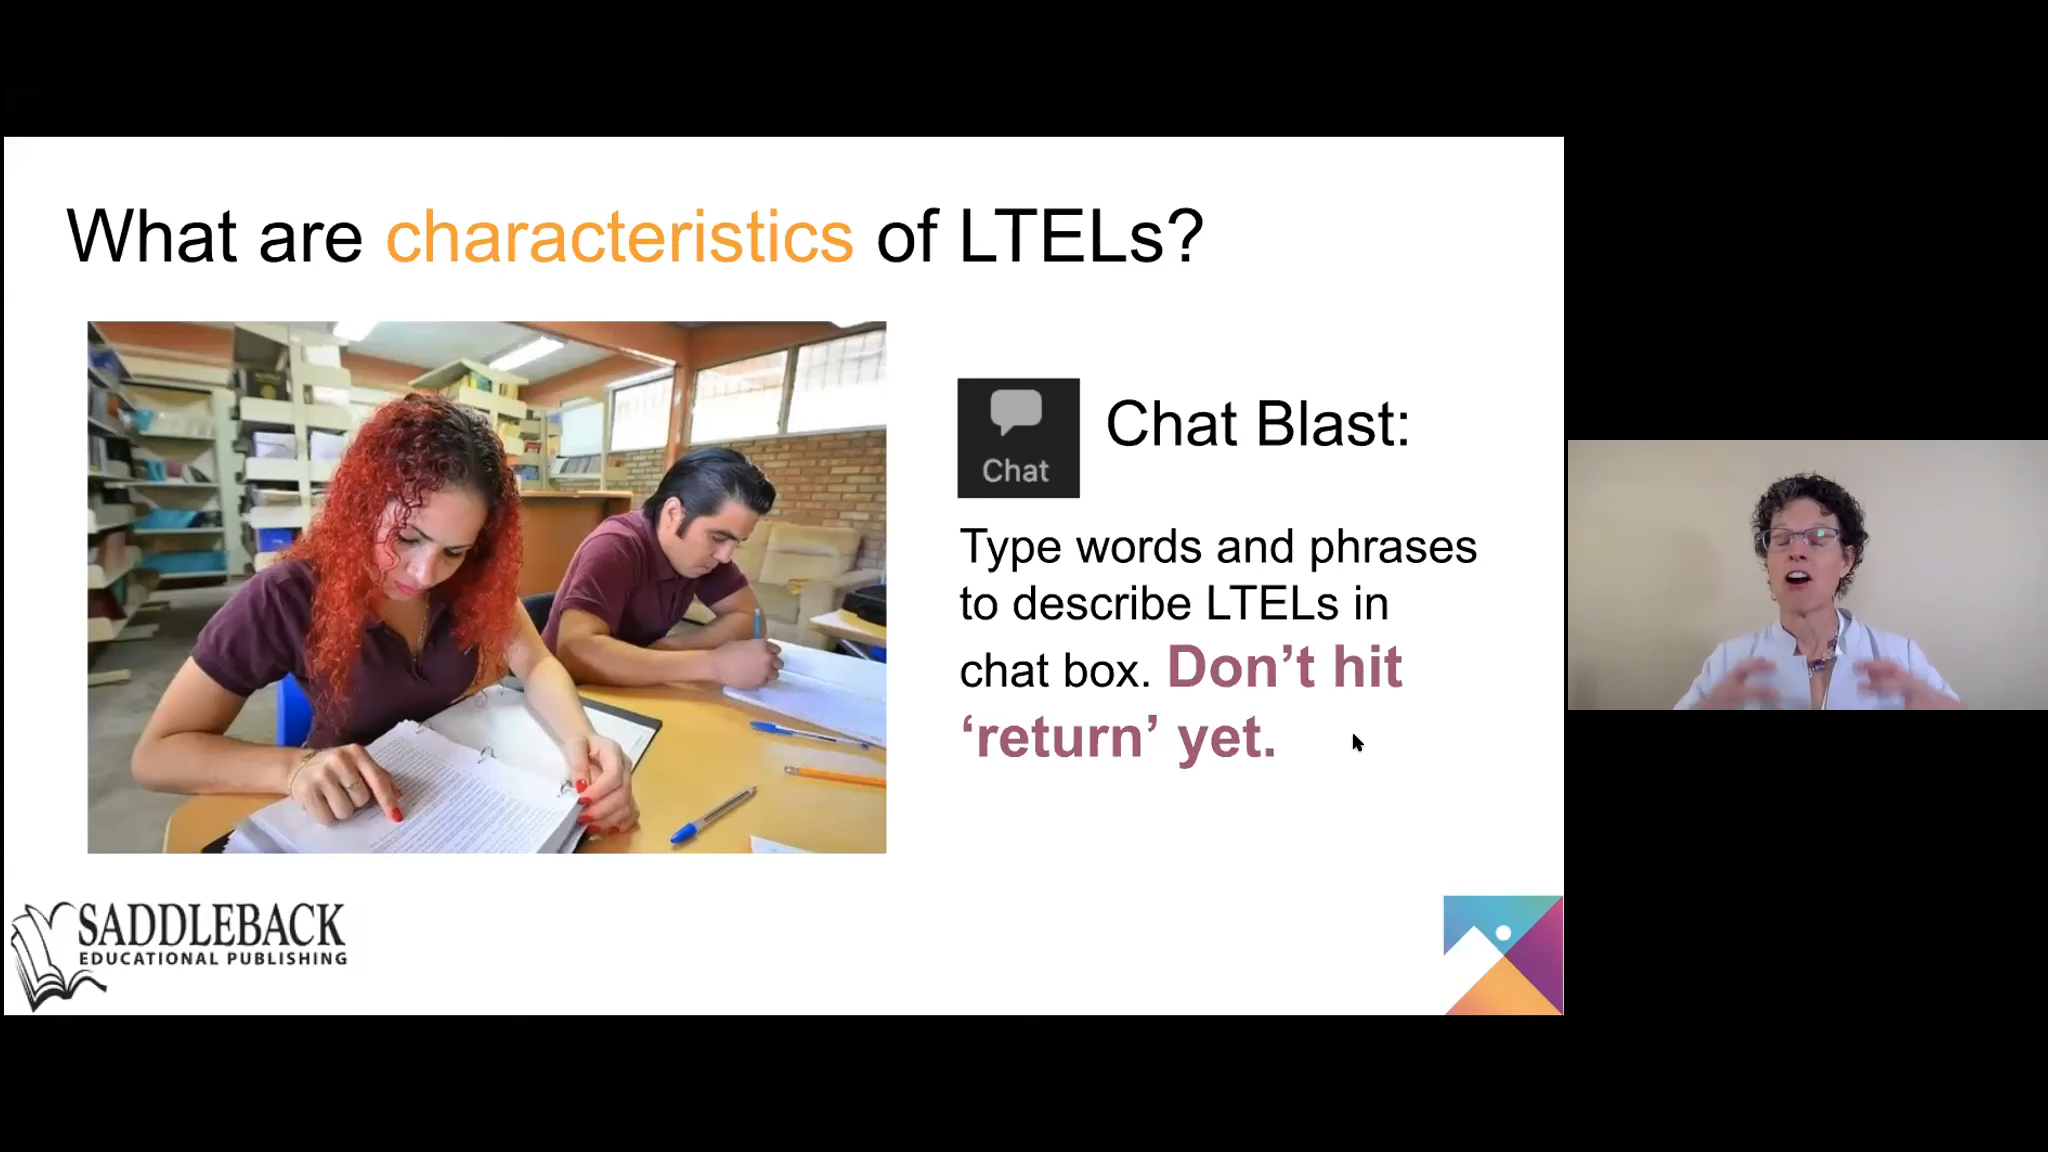 What are characteristics of LTELs?
Chat
Chat Blast:
Type words and phrases
to describe LTELs in
chat box. Don’t hit
‘return’ yet.
SADDLEBACK
EDUCATIONAL PUBLISHING